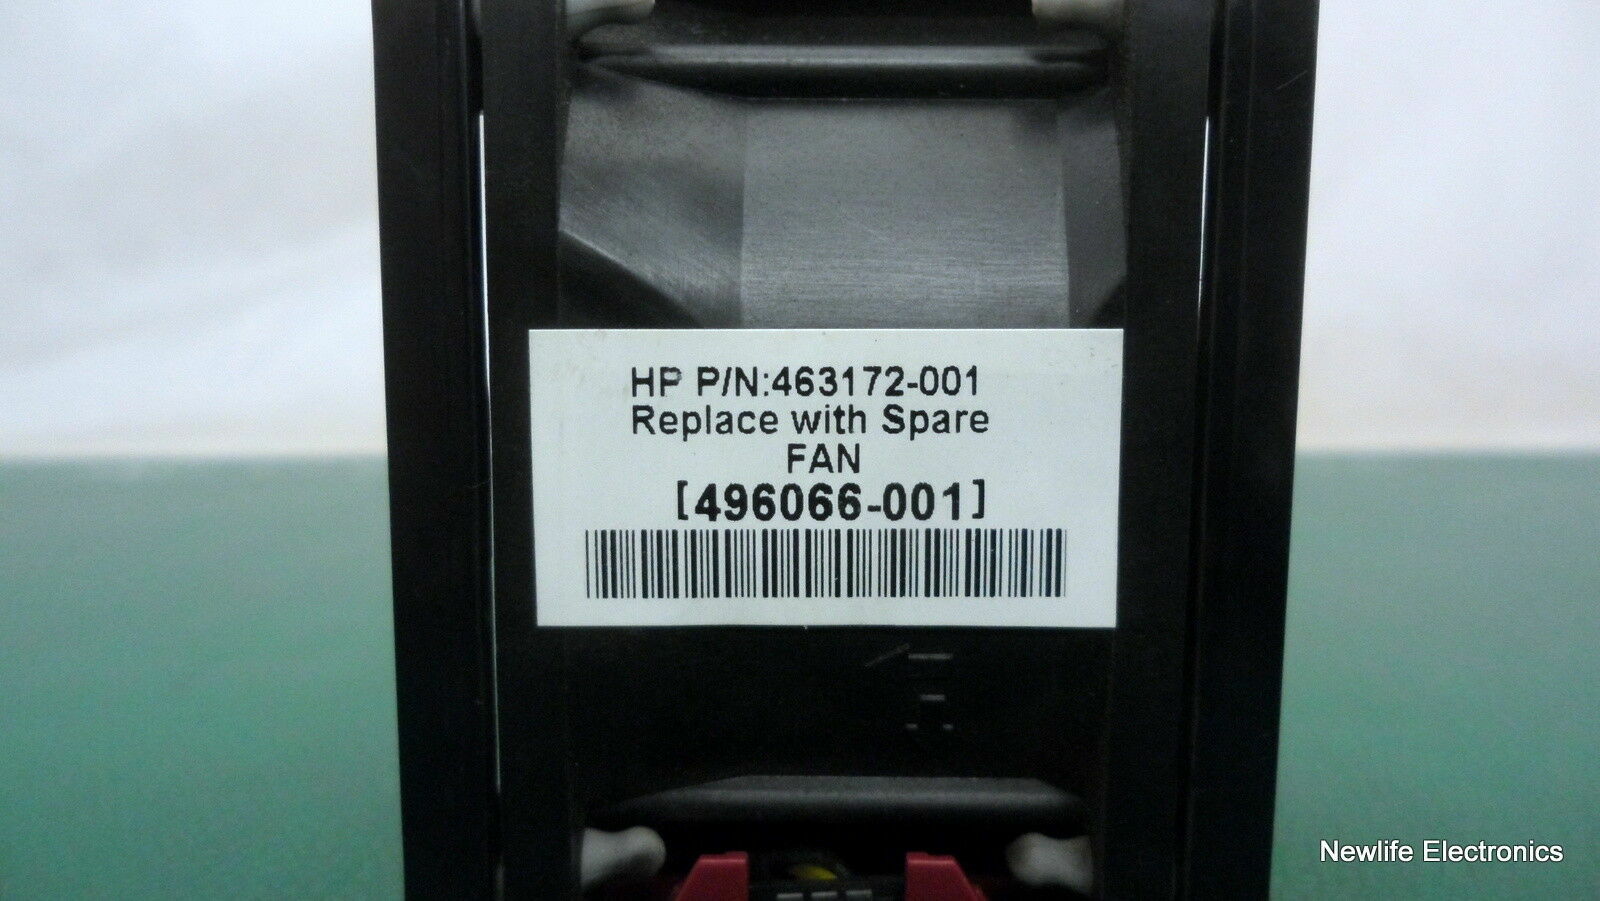 HP P/N:463172-001
Replace with Spare
FAN
[496066-001]
Newlife Electronics